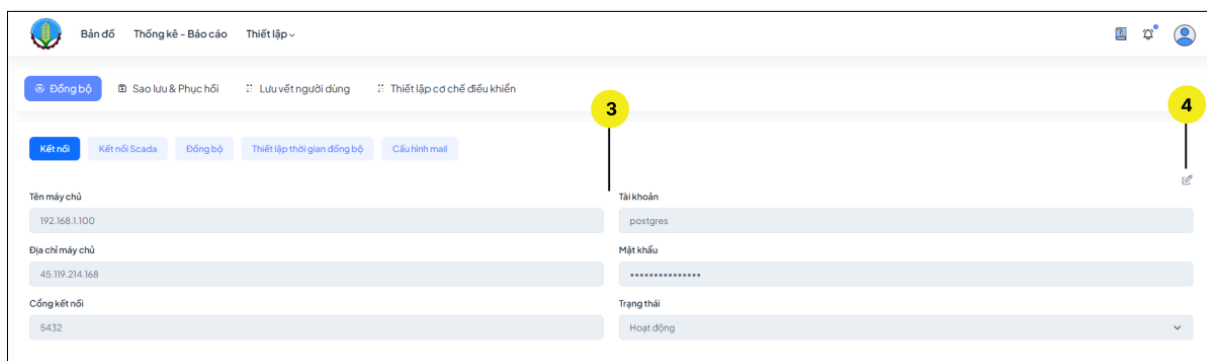 Bản đồ Thống kê - Báo cáo Thiết lập
Đồng bộ Sao lưu & Phục hồi Lưu vết người dùng Thiết lập cơ chế điều khiển
3
4
Kết nối Kết nối Scada Đồng bộ Thiết lập thời gian đồng bộ Cấu hình mail
Tên máy chủ Tài khoản
192.168.1.100 postgres
Địa chỉ máy chủ Mật khẩu
45.119.214.168 •••••••••••••••
Cổng kết nối Trạng thái
5432 Hoạt động